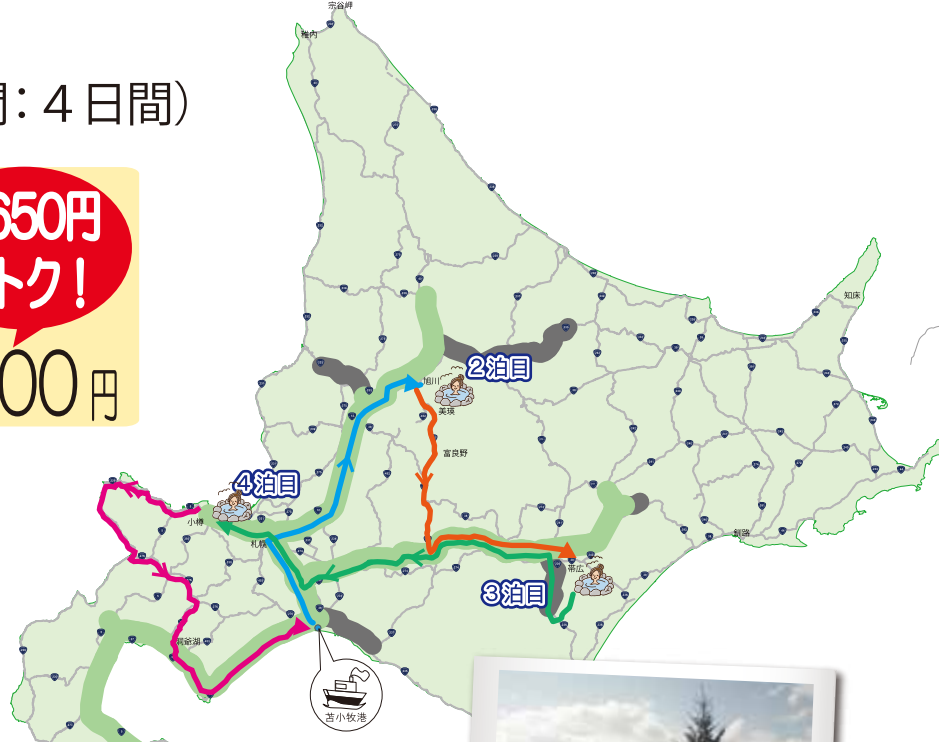 宗谷岬
稚内
：４日間）
650円
トク！
00円
知床
旭川
２泊目
美瑛
富良野
４泊目
小樽
札幌
釧路
帯広
３泊目
洞爺湖
苫小牧港